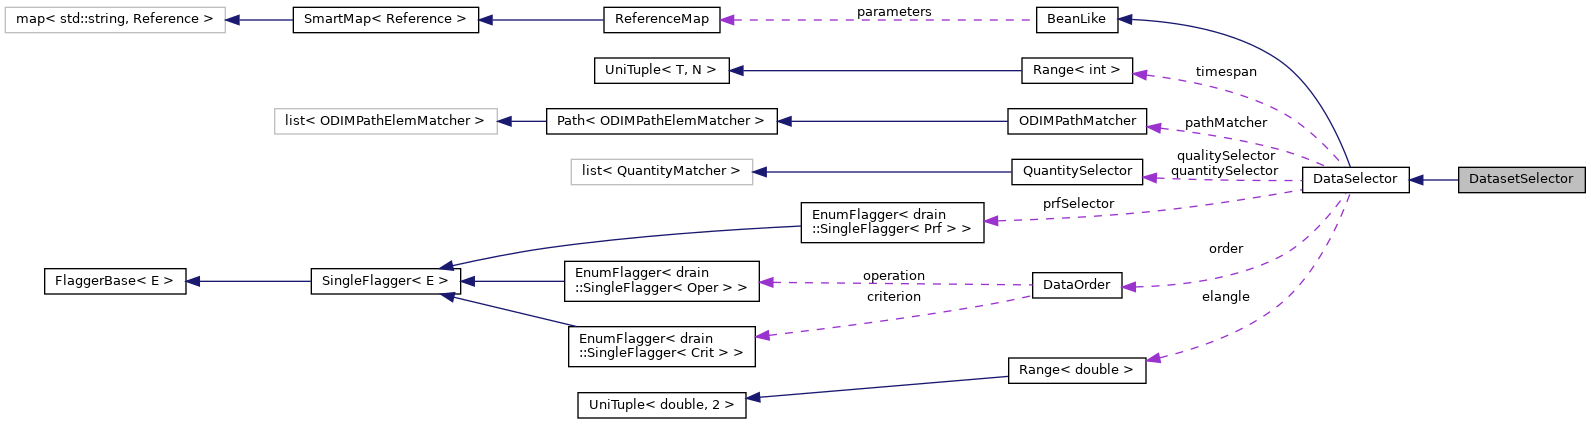 map< std::string, Reference >
SmartMap< Reference >
ReferenceMap
parameters
BeanLike
UniTuple< T, N >
Range< int >
timespan
list< ODIMPathElemMatcher >
Path< ODIMPathElemMatcher >
ODIMPathMatcher
pathMatcher
list< QuantityMatcher >
QuantitySelector
qualitySelector
quantitySelector
DataSelector
DatasetSelector
EnumFlagger< drain
::SingleFlagger< Prf > >
prfSelector
FlaggerBase< E >
SingleFlagger< E >
EnumFlagger< drain
::SingleFlagger< Oper > >
operation
criterion
DataOrder
order
elangle
EnumFlagger< drain
::SingleFlagger< Crit > >
Range< double >
UniTuple< double, 2 >